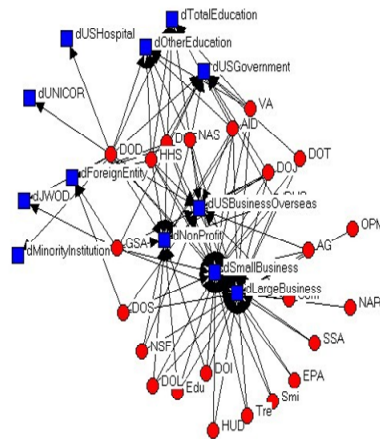 dTotalEducation
dUSHospital
dOtherEducation
dUSGovernment
dUNICOR
VA
AID
NAS
DOD
HHS
DOT
DOJ
dForeignEntity
dJWOD
dUSBusinessOverseas
OPM
dNonProfit
GSA
AG
dMinorityInstitution
dSmallBusiness
dLargeBusiness
NAR
DOS
SSA
NSF
DOI
EPA
DOL
Edu
Smi
Tre
HUD